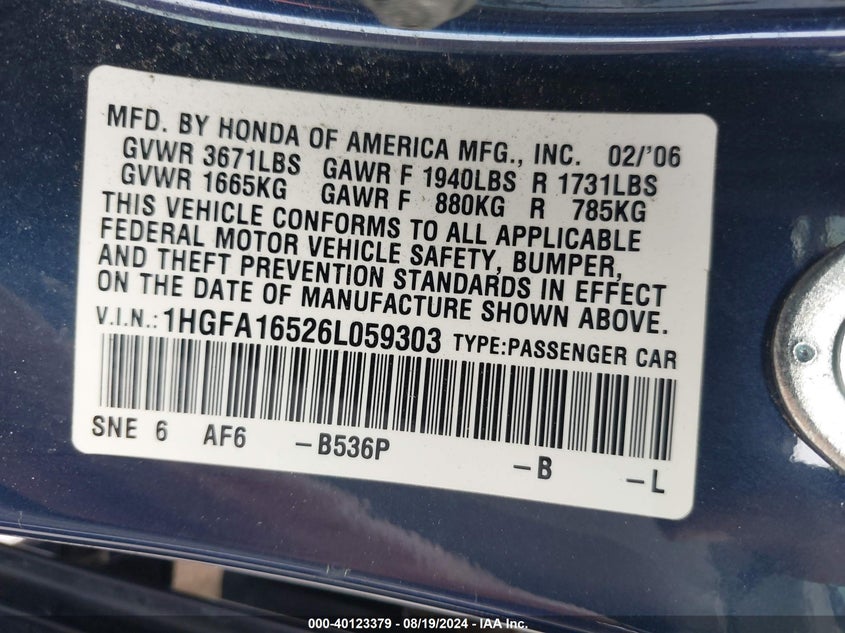 MFD. BY HONDA OF AMERICA MFG., INC. 02/'06
GVWR 3671LBS GAWR F 1940LBS R 1731LBS
GVWR 1665KG GAWR F 880KG R 785KG
THIS VEHICLE CONFORMS TO ALL APPLICABLE
FEDERAL MOTOR VEHICLE SAFETY, BUMPER,
AND THEFT PREVENTION STANDARDS IN EFFECT
ON THE DATE OF MANUFACTURE SHOWN ABOVE.
V.I.N.: 1HGFA16526L059303 TYPE:PASSENGER CAR
SNE 6 AF6 -B536P -B -L
000-40123379 - 08/19/2024 - © IAA Inc.